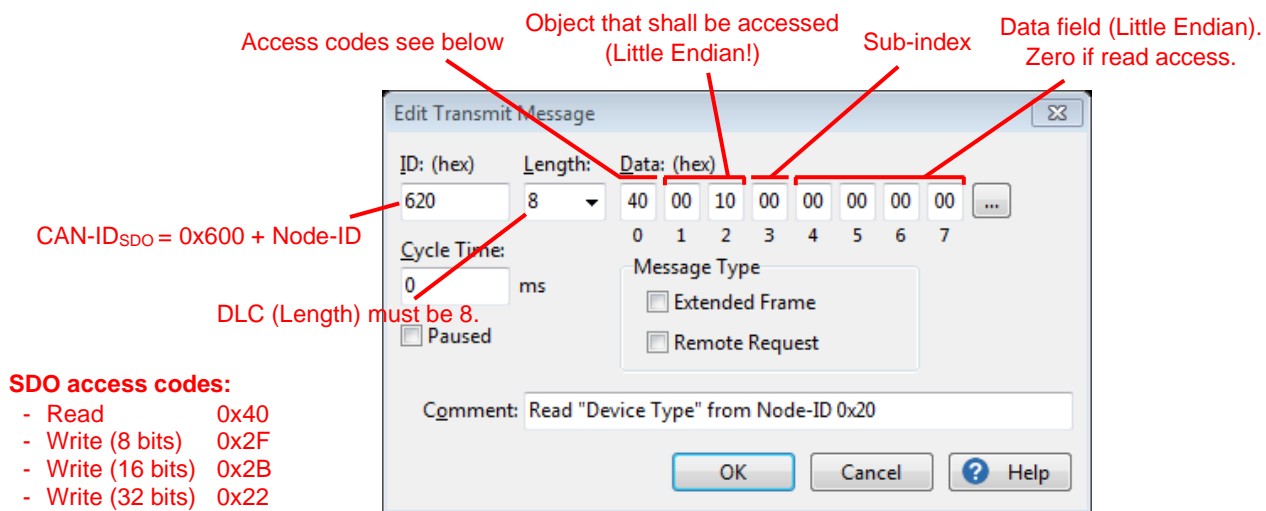 Object that shall be accessed
(Little Endian!)
Access codes see below
Sub-index
Data field (Little Endian).
Zero if read access.
Edit Transmit Message
ID: (hex) Length: Data: (hex)
620 8 40 00 10 00 00 00 00 00 ...
0 1 2 3 4 5 6 7
CAN-IDSDO = 0x600 + Node-ID
Cycle Time:
0 ms
Message Type
Extended Frame
DLC (Length) must be 8.
Paused
Remote Request
SDO access codes:
- Read 0x40
- Write (8 bits) 0x2F
- Write (16 bits) 0x2B
- Write (32 bits) 0x22
Comment: Read "Device Type" from Node-ID 0x20
OK Cancel ? Help